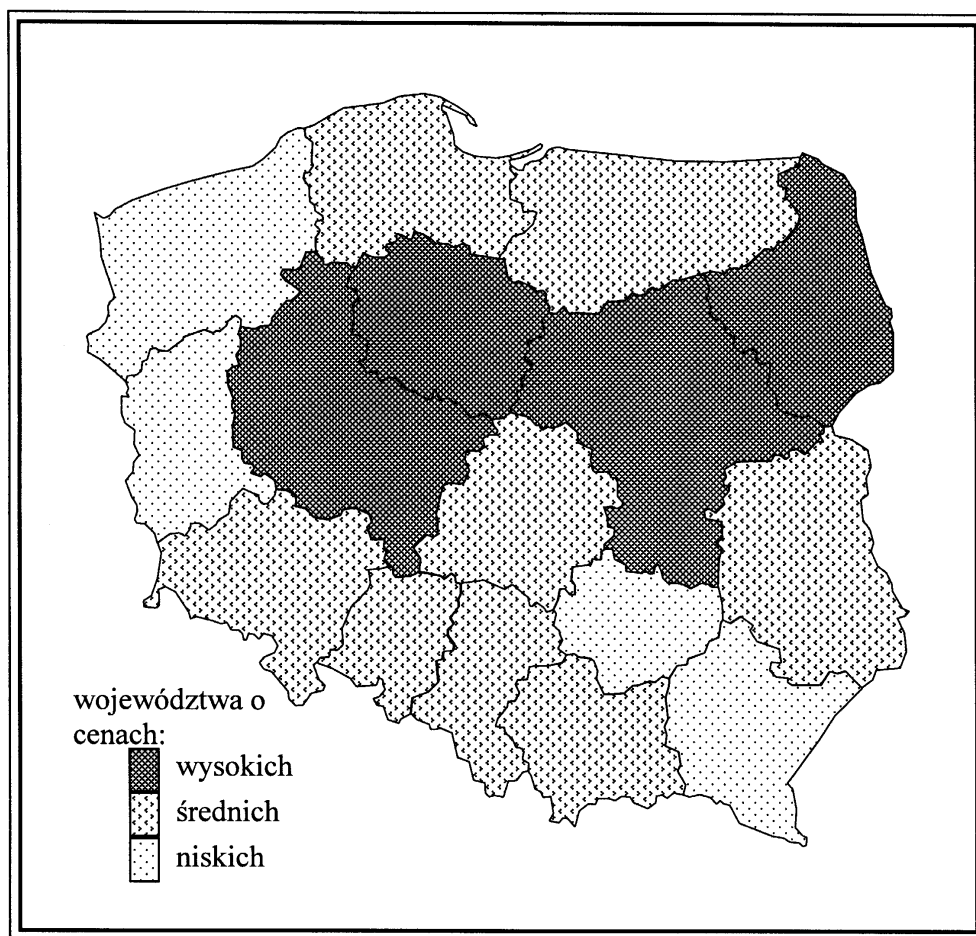 województwa o
cenach:
wysokich
średnich
niskich